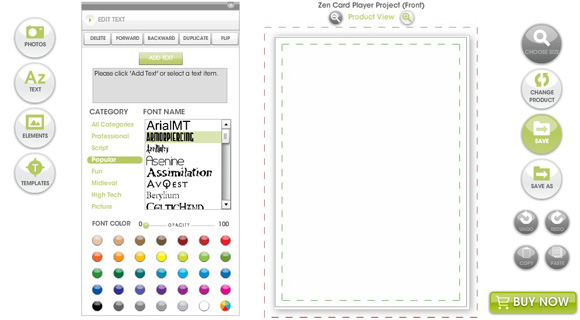 Zen Card Player Project (Front)
Product View
PHOTOS
Az
TEXT
ELEMENTS
T
TEMPLATES
EDIT TEXT
DELETE FORWARD BACKWARD DUPLICATE FLIP
ADD TEXT
Please click "Add Text" or select a text item.
CATEGORY FONT NAME
All Categories
Professional
Script
Popular
Fun
Midieval
High Tech
Picture
ArialMT
ARMORPIERCING
Asenine
Assimilation
AVQEST
Berylium
CELTICHAND
FONT COLOR 0 OPACITY 100
CHOOSE SIZE
CHANGE
PRODUCT
SAVE
SAVE AS
UNDO REDO
COPY PASTE
BUY NOW